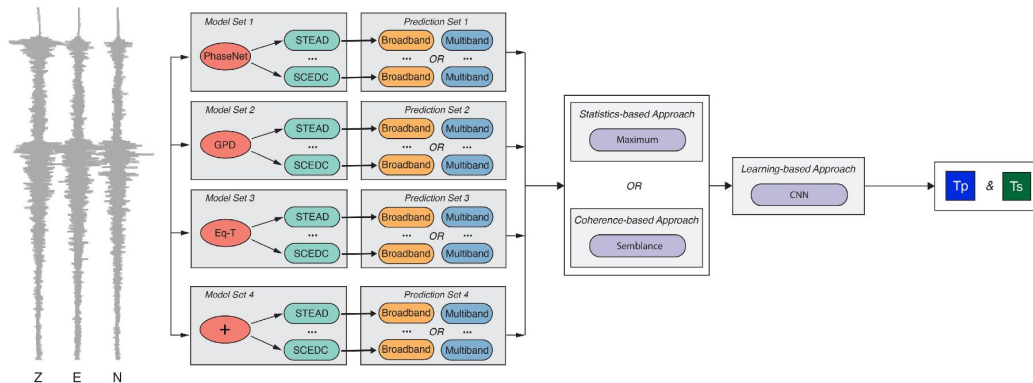 Model Set 1
PhaseNet
STEAD
...
SCEDC
Prediction Set 1
Broadband Multiband
... OR ...
Broadband Multiband
Model Set 2
GPD
STEAD
...
SCEDC
Prediction Set 2
Broadband Multiband
... OR ...
Broadband Multiband
Model Set 3
Eq-T
STEAD
...
SCEDC
Prediction Set 3
Broadband Multiband
... OR ...
Broadband Multiband
Model Set 4
+
STEAD
...
SCEDC
Prediction Set 4
Broadband Multiband
... OR ...
Broadband Multiband
Statistics-based Approach
Maximum
OR
Coherence-based Approach
Semblance
Learning-based Approach
CNN
Tp & Ts
Z E N